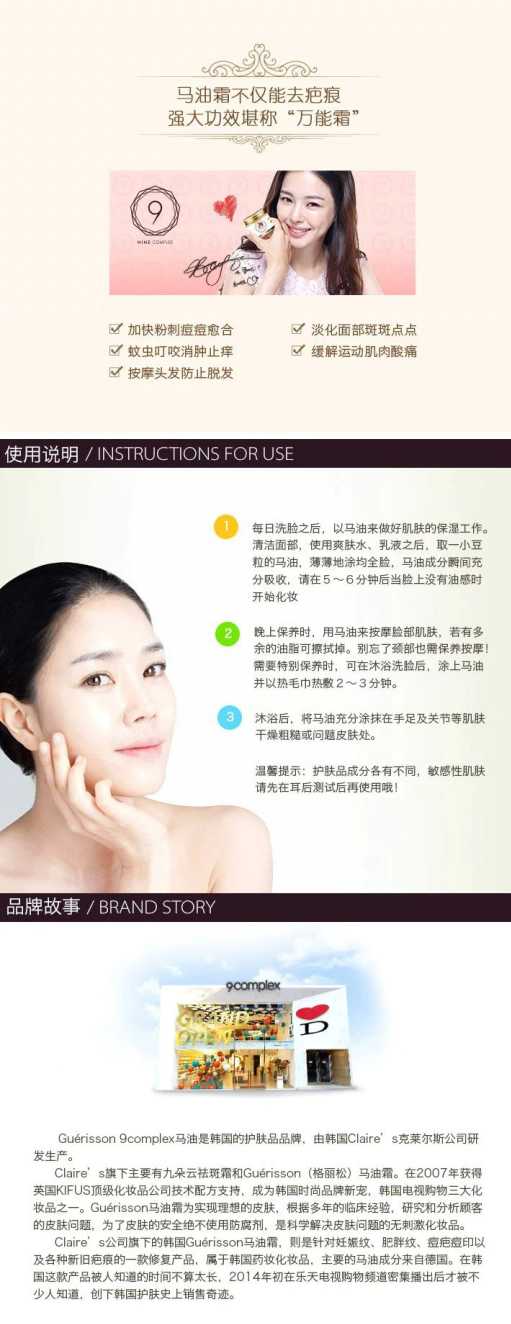 马油霜不仅能去疤痕
强大功效堪称“万能霜”
9
WINE COMPLEX
加快粉刺痘痘愈合
淡化面部斑斑点点
蚊虫叮咬消肿止痒
缓解运动肌肉酸痛
按摩头发防止脱发
使用说明 / INSTRUCTIONS FOR USE
1
每日洗脸之后，以马油来做好肌肤的保湿工作。
清洁面部，使用爽肤水、乳液之后，取一小豆
粒的马油，薄薄地涂均全脸，马油成分瞬间充
分吸收，请在５～６分钟后当脸上没有油感时
开始化妆
2
晚上保养时，用马油来按摩脸部肌肤，若有多
余的油脂可擦拭掉。别忘了颈部也需保养按摩！
需要特别保养时，可在沐浴洗脸后，涂上马油
并以热毛巾热敷２～３分钟。
3
沐浴后，将马油充分涂抹在手足及关节等肌肤
干燥粗糙或问题皮肤处。
温馨提示：护肤品成分各有不同，敏感性肌肤
请先在耳后测试后再使用哦！
品牌故事 / BRAND STORY
9complex
GRAND
OPEN
D
Guérisson 9complex马油是韩国的护肤品品牌，由韩国Claire’s克莱尔斯公司研
发生产。
Claire’s旗下主要有九朵云祛斑霜和Guérisson（格丽松）马油霜。在2007年获得
英国KIFUS顶级化妆品公司技术配方支持，成为韩国时尚品牌新宠，韩国电视购物三大化
妆品之一。Guérisson马油霜为实现理想的皮肤，根据多年的临床经验，研究和分析顾客
的皮肤问题，为了皮肤的安全绝不使用防腐剂，是科学解决皮肤问题的无刺激化妆品。
Claire’s公司旗下的韩国Guérisson马油霜，则是针对妊娠纹、肥胖纹、痘疤痘印以
及各种新旧疤痕的一款修复产品，属于韩国药妆化妆品，主要的马油成分来自德国。在韩
国这款产品被人知道的时间不算太长，2014年初在乐天电视购物频道密集播出后才被不
少人知道，创下韩国护肤史上销售奇迹。